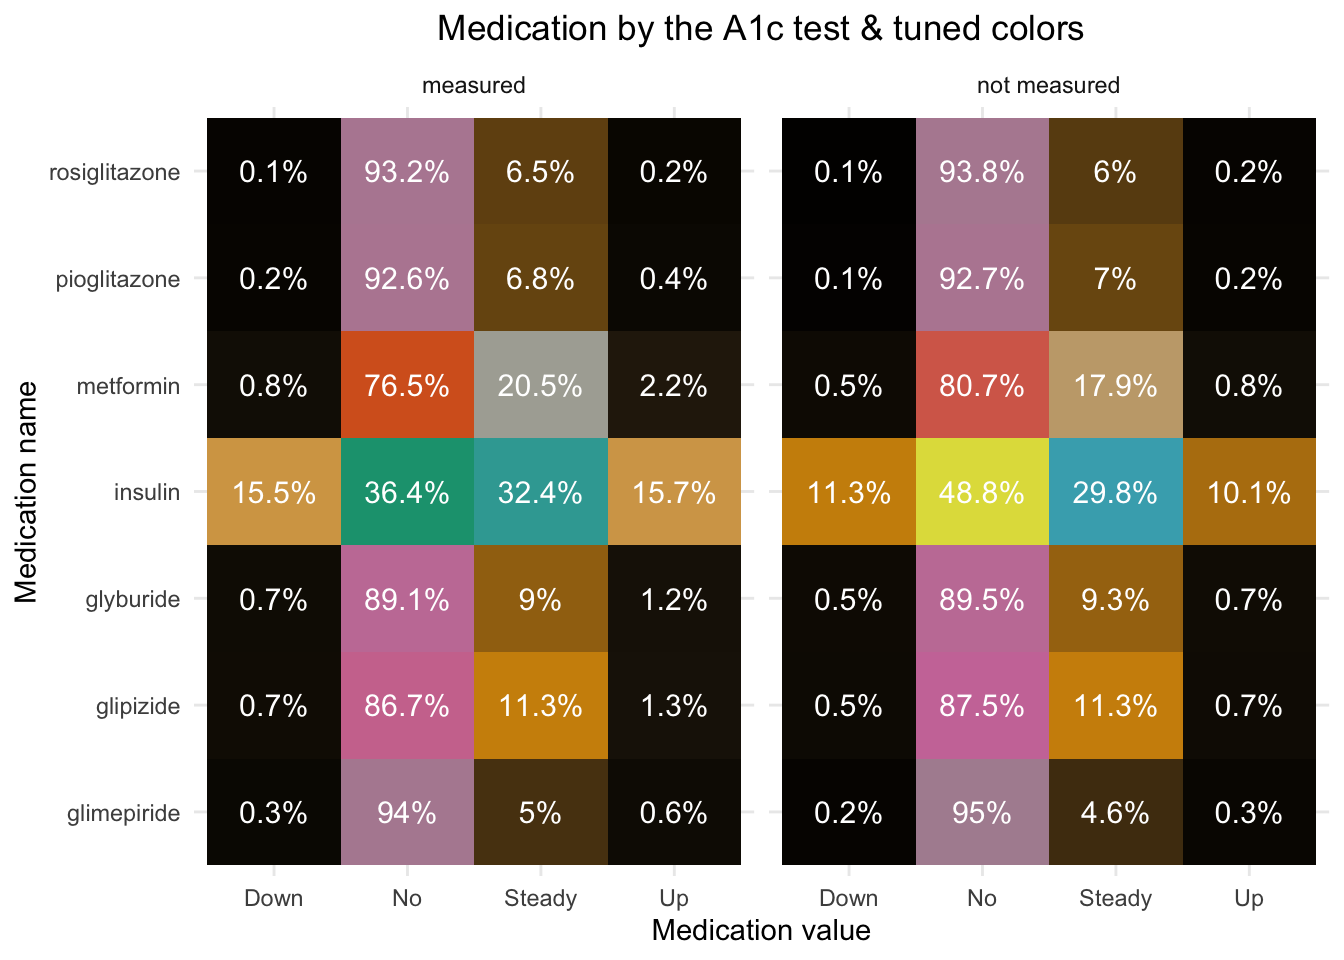 Medication by the A1c test & tuned colors
measured
not measured
rosiglitazone 0.1% 93.2% 6.5% 0.2% 0.1% 93.8% 6% 0.2%
pioglitazone 0.2% 92.6% 6.8% 0.4% 0.1% 92.7% 7% 0.2%
metformin 0.8% 76.5% 20.5% 2.2% 0.5% 80.7% 17.9% 0.8%
insulin 15.5% 36.4% 32.4% 15.7% 11.3% 48.8% 29.8% 10.1%
glyburide 0.7% 89.1% 9% 1.2% 0.5% 89.5% 9.3% 0.7%
glipizide 0.7% 86.7% 11.3% 1.3% 0.5% 87.5% 11.3% 0.7%
glimepiride 0.3% 94% 5% 0.6% 0.2% 95% 4.6% 0.3%
Down No Steady Up Down No Steady Up
Medication value
Medication name